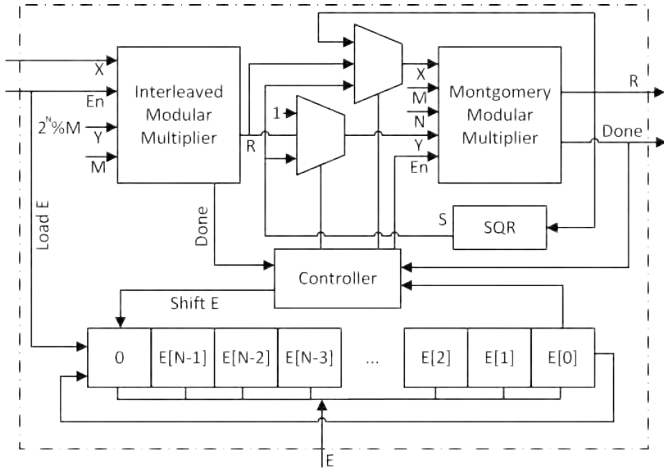 X
En
2^N%M
Y
M
Interleaved
Modular
Multiplier
R
1
X
M
N
Y
En
Montgomery
Modular
Multiplier
R
Done
S
SQR
Done
Load E
Controller
Shift E
0
E[N-1]
E[N-2]
E[N-3]
...
E[2]
E[1]
E[0]
E